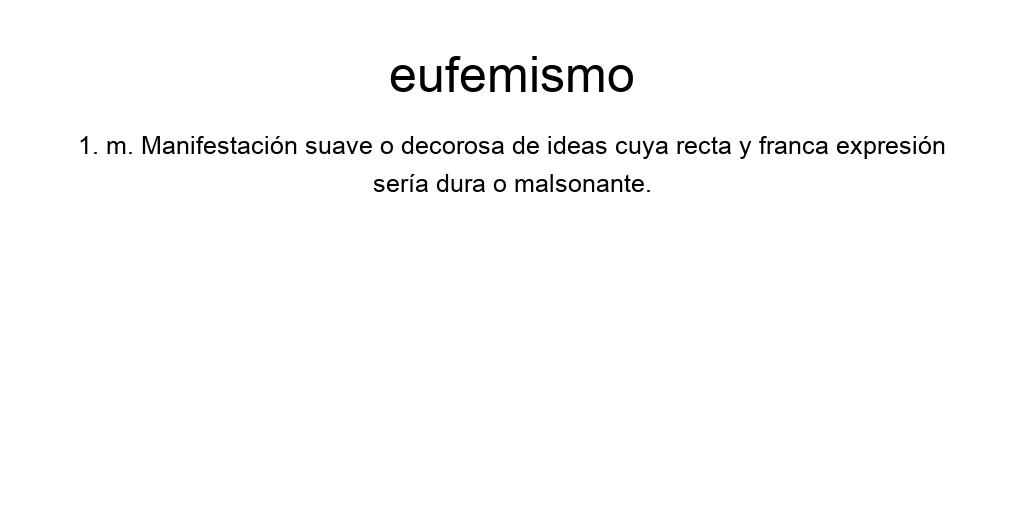 eufemismo
1. m. Manifestación suave o decorosa de ideas cuya recta y franca expresión
sería dura o malsonante.